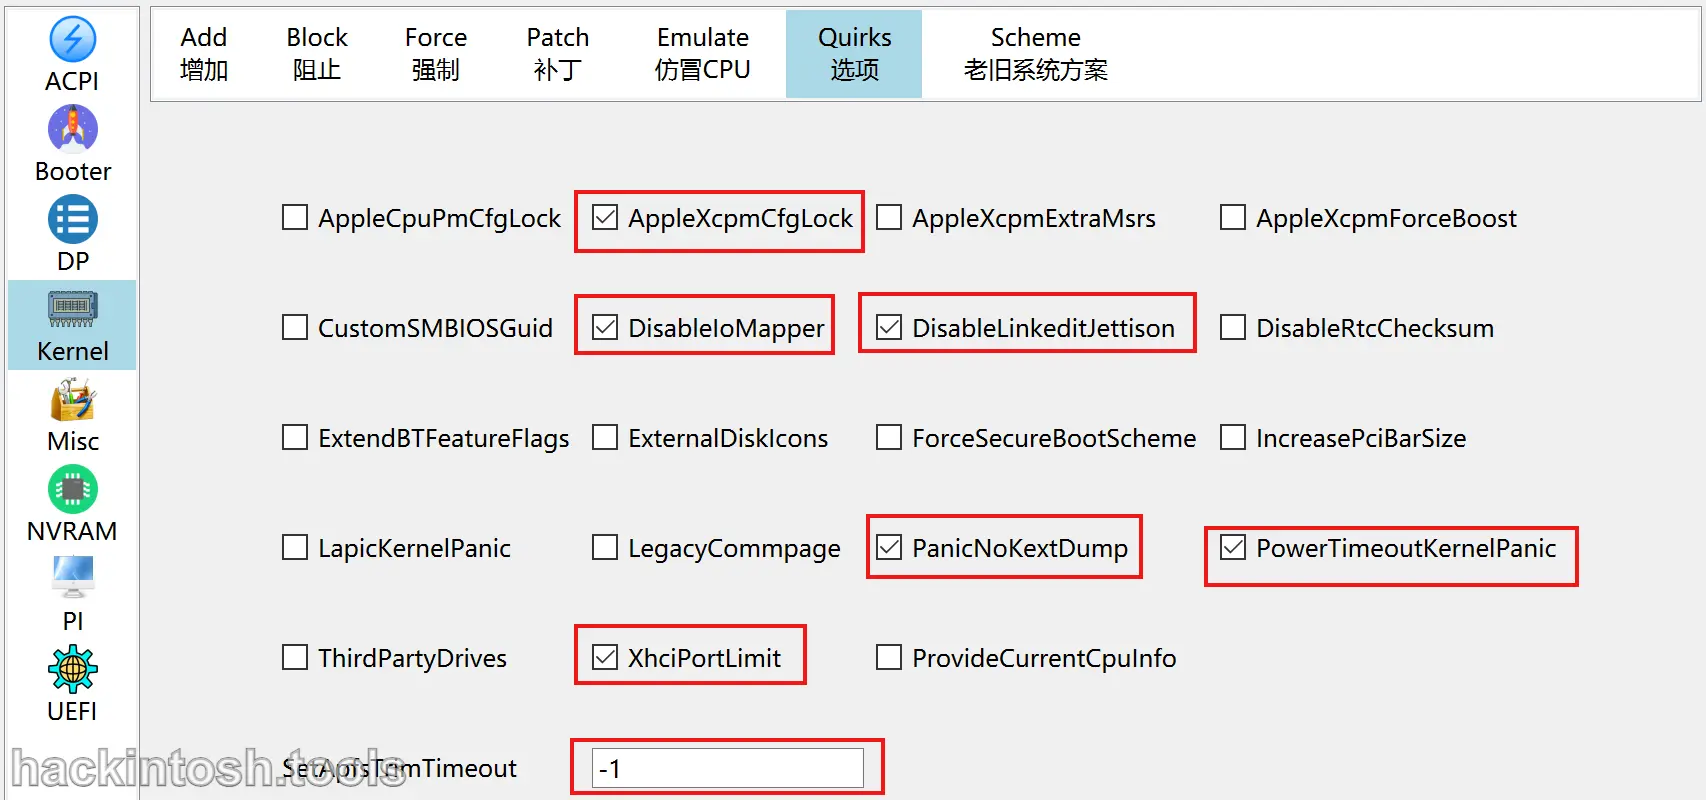 Add
增加
Block
阻止
Force
强制
Patch
补丁
Emulate
仿冒CPU
Quirks
选项
Scheme
老旧系统方案
ACPI
Booter
DP
Kernel
Misc
NVRAM
PI
UEFI
AppleCpuPmCfgLock
AppleXcpmCfgLock
AppleXcpmExtraMsrs
AppleXcpmForceBoost
CustomSMBIOSGuid
DisableIoMapper
DisableLinkeditJettison
DisableRtcChecksum
ExtendBTFeatureFlags
ExternalDiskIcons
ForceSecureBootScheme
IncreasePciBarSize
LapicKernelPanic
LegacyCommpage
PanicNoKextDump
PowerTimeoutKernelPanic
ThirdPartyDrives
XhciPortLimit
ProvideCurrentCpuInfo
SetApfsTrimTimeout
-1
hackintosh.tools